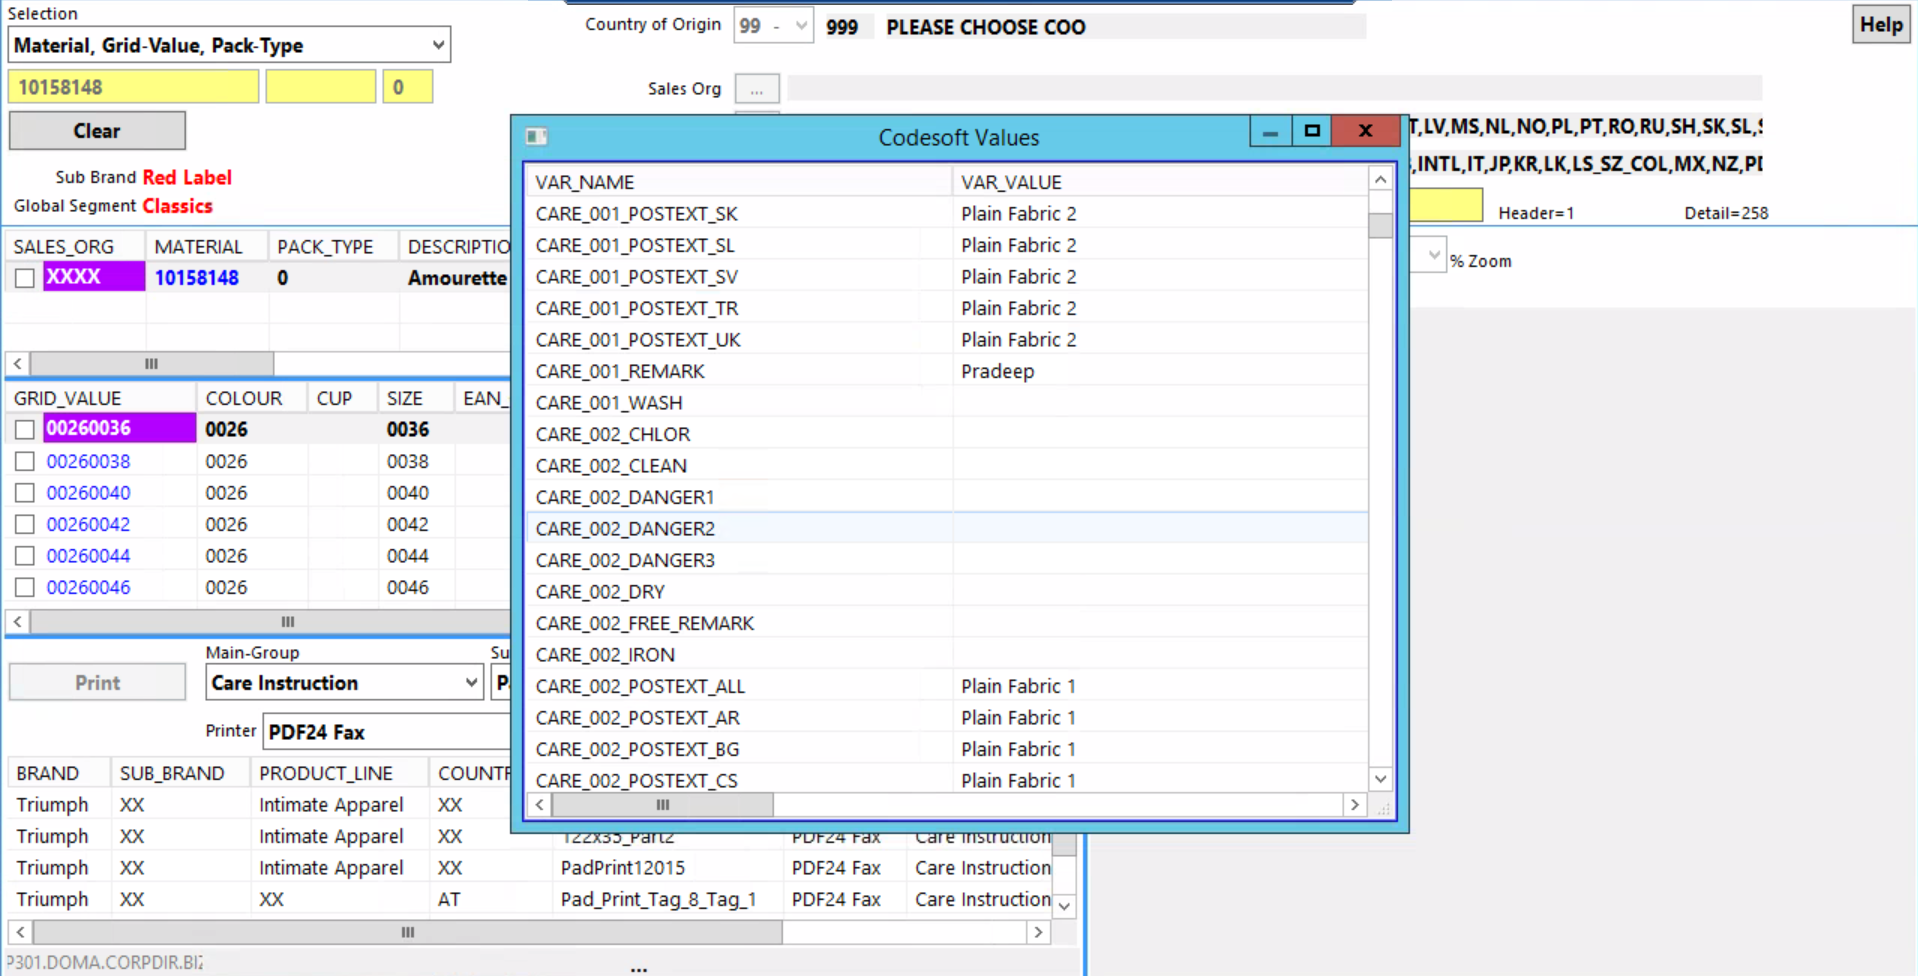 Selection
Material, Grid-Value, Pack-Type
10158148 0
Clear
Sub Brand Red Label
Global Segment Classics
Country of Origin 99 - 999 PLEASE CHOOSE COO
Help
Sales Org ...
T,LV,MS,NL,NO,PL,PT,RO,RU,SH,SK,SL,S
,INTL,IT,JP,KR,LK,LS_SZ_COL,MX,NZ,PD
Header=1 Detail=258
% Zoom
SALES_ORG MATERIAL PACK_TYPE DESCRIPTIO
XXXX 10158148 0 Amourette
GRID_VALUE COLOUR CUP SIZE EAN_
00260036 0026 0036
00260038 0026 0038
00260040 0026 0040
00260042 0026 0042
00260044 0026 0044
00260046 0026 0046
Codesoft Values
VAR_NAME VAR_VALUE
CARE_001_POSTEXT_SK Plain Fabric 2
CARE_001_POSTEXT_SL Plain Fabric 2
CARE_001_POSTEXT_SV Plain Fabric 2
CARE_001_POSTEXT_TR Plain Fabric 2
CARE_001_POSTEXT_UK Plain Fabric 2
CARE_001_REMARK Pradeep
CARE_001_WASH
CARE_002_CHLOR
CARE_002_CLEAN
CARE_002_DANGER1
CARE_002_DANGER2
CARE_002_DANGER3
CARE_002_DRY
CARE_002_FREE_REMARK
CARE_002_IRON
CARE_002_POSTEXT_ALL Plain Fabric 1
CARE_002_POSTEXT_AR Plain Fabric 1
CARE_002_POSTEXT_BG Plain Fabric 1
CARE_002_POSTEXT_CS Plain Fabric 1
Main-Group Su
Print Care Instruction P
Printer PDF24 Fax
BRAND SUB_BRAND PRODUCT_LINE COUNTR
Triumph XX Intimate Apparel XX
Triumph XX Intimate Apparel XX 122x35_Part2 PDF24 Fax Care Instruction
Triumph XX Intimate Apparel XX PadPrint12015 PDF24 Fax Care Instruction
Triumph XX XX AT Pad_Print_Tag_8_Tag_1 PDF24 Fax Care Instruction
P301.DOMA.CORPDIR.BIZ ...